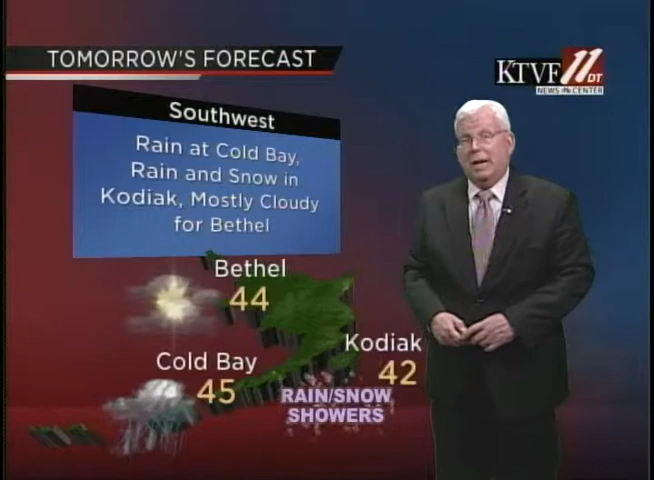 TOMORROW'S FORECAST
KTVF 11 DT
NEWS CENTER
Southwest
Rain at Cold Bay,
Rain and Snow in
Kodiak, Mostly Cloudy
for Bethel
Bethel
44
Kodiak
42
Cold Bay
45
RAIN/SNOW
SHOWERS